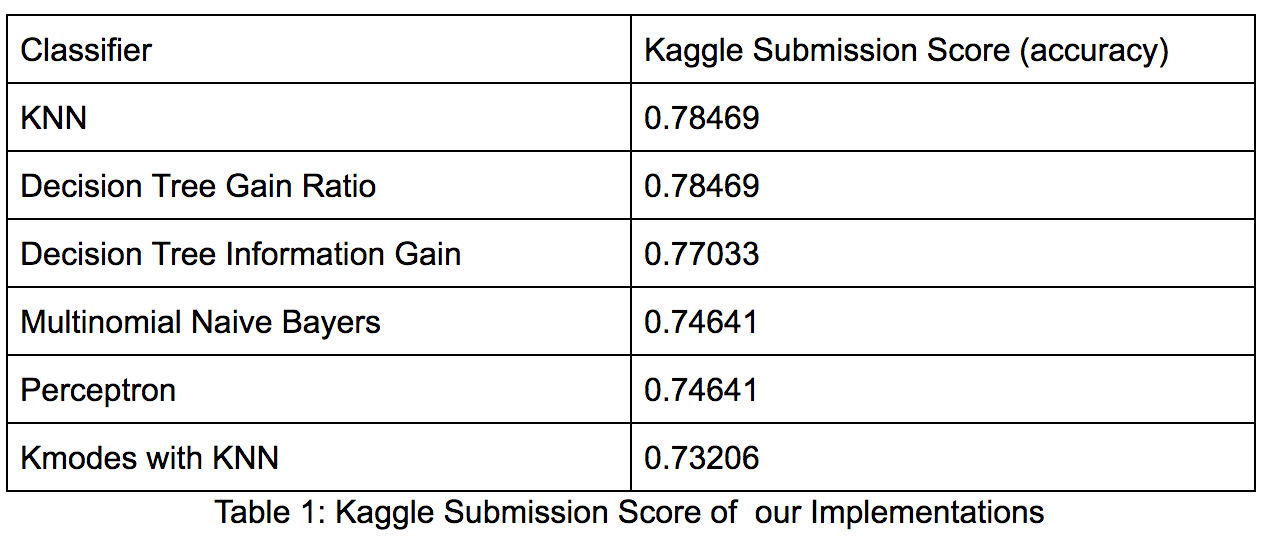 Classifier Kaggle Submission Score (accuracy)
KNN 0.78469
Decision Tree Gain Ratio 0.78469
Decision Tree Information Gain 0.77033
Multinomial Naive Bayers 0.74641
Perceptron 0.74641
Kmodes with KNN 0.73206
Table 1: Kaggle Submission Score of  our Implementations